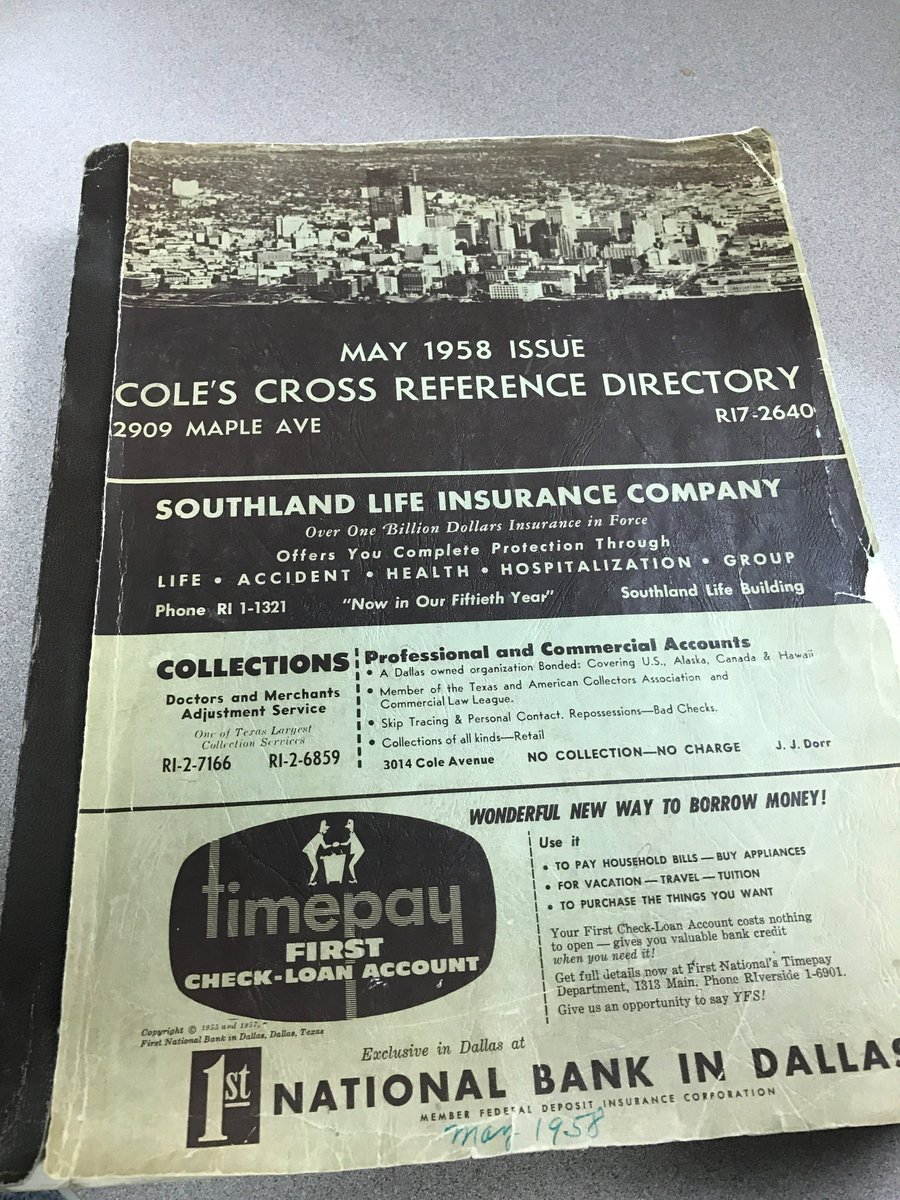 MAY 1958 ISSUE
COLE'S CROSS REFERENCE DIRECTORY
2909 MAPLE AVE
RI7-2640
SOUTHLAND LIFE INSURANCE COMPANY
Over One Billion Dollars Insurance in Force
Offers You Complete Protection Through
LIFE • ACCIDENT • HEALTH • HOSPITALIZATION • GROUP
Phone RI 1-1321 "Now in Our Fiftieth Year" Southland Life Building
COLLECTIONS
Doctors and Merchants
Adjustment Service
One of Texas Largest
Collection Services
RI-2-7166 RI-2-6859
Professional and Commercial Accounts
• A Dallas owned organization Bonded: Covering U.S., Alaska, Canada & Hawaii
• Member of the Texas and American Collectors Association and
Commercial Law League.
• Skip Tracing & Personal Contact. Repossessions—Bad Checks.
• Collections of all kinds—Retail
3014 Cole Avenue NO COLLECTION—NO CHARGE J. J. Dorr
WONDERFUL NEW WAY TO BORROW MONEY!
timepay
FIRST
CHECK-LOAN ACCOUNT
Use it
• TO PAY HOUSEHOLD BILLS — BUY APPLIANCES
• FOR VACATION — TRAVEL — TUITION
• TO PURCHASE THE THINGS YOU WANT
Your First Check-Loan Account costs nothing
to open — gives you valuable bank credit
when you need it!
Get full details now at First National's Timepay
Department, 1313 Main. Phone RIverside 1-6901.
Give us an opportunity to say YES!
Copyright © 1955 and 1957, -
First National Bank in Dallas, Dallas, Texas
Exclusive in Dallas at
1st NATIONAL BANK IN DALLAS
MEMBER FEDERAL DEPOSIT INSURANCE CORPORATION
May 1958